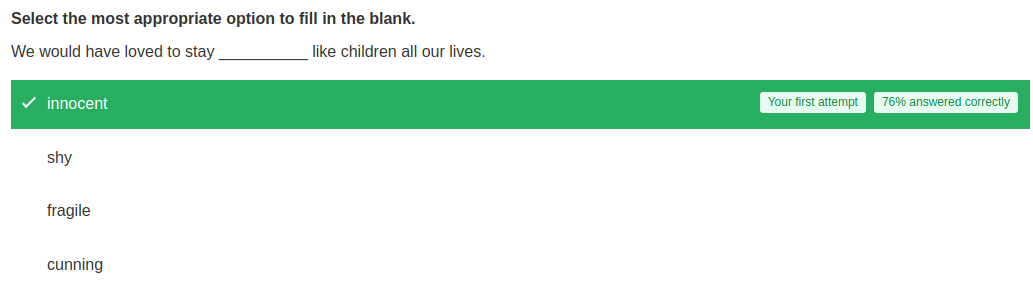 Select the most appropriate option to fill in the blank.
We would have loved to stay __________ like children all our lives.
innocent Your first attempt 76% answered correctly
shy
fragile
cunning